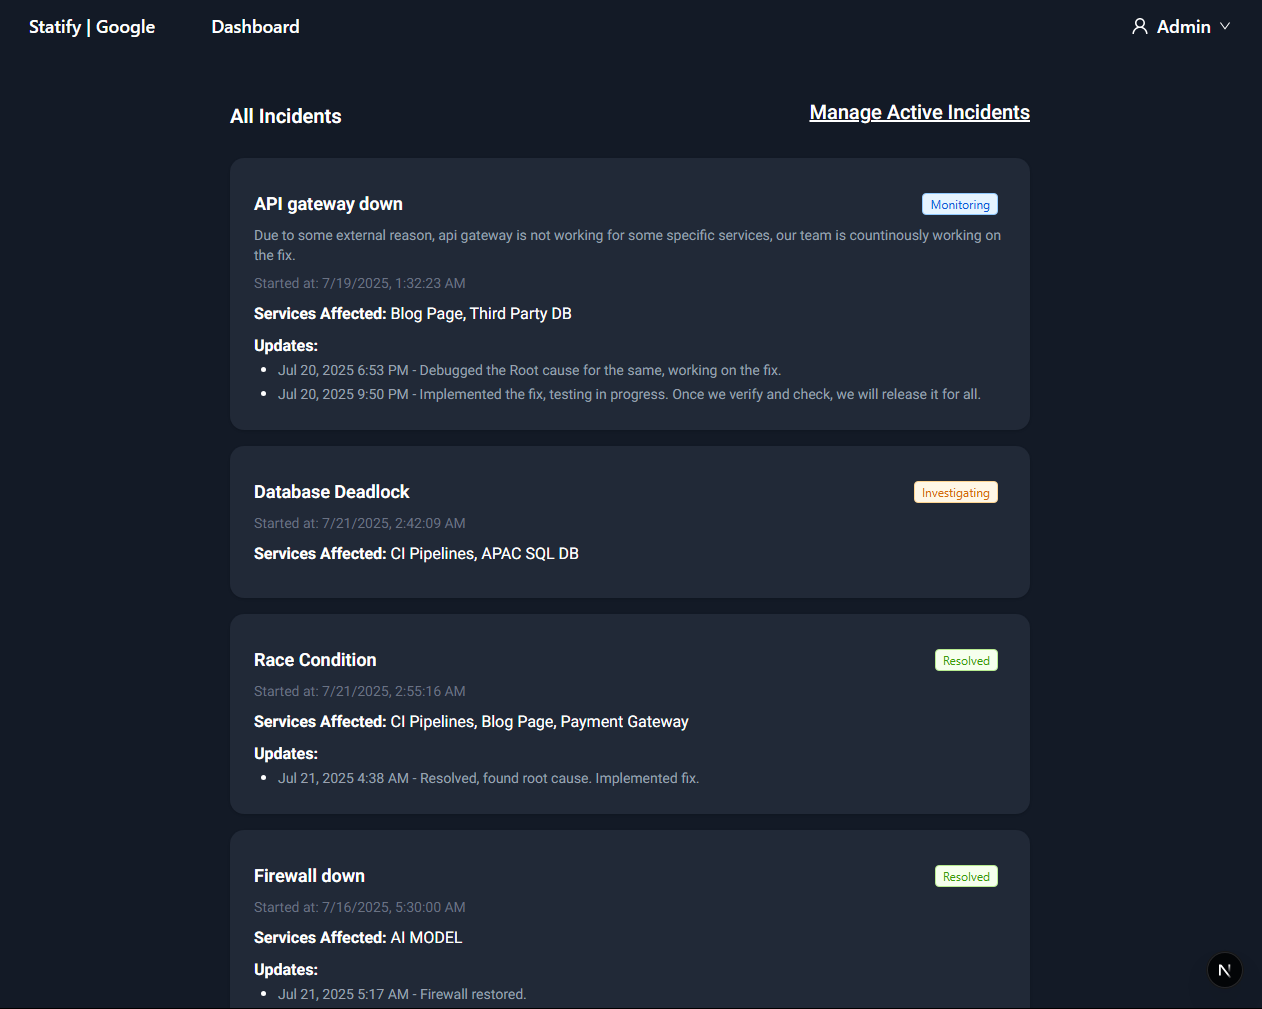 Statify | Google Dashboard Admin
All Incidents Manage Active Incidents
API gateway down Monitoring
Due to some external reason, api gateway is not working for some specific services, our team is countinously working on
the fix.
Started at: 7/19/2025, 1:32:23 AM
Services Affected: Blog Page, Third Party DB
Updates:
• Jul 20, 2025 6:53 PM - Debugged the Root cause for the same, working on the fix.
• Jul 20, 2025 9:50 PM - Implemented the fix, testing in progress. Once we verify and check, we will release it for all.
Database Deadlock Investigating
Started at: 7/21/2025, 2:42:09 AM
Services Affected: CI Pipelines, APAC SQL DB
Race Condition Resolved
Started at: 7/21/2025, 2:55:16 AM
Services Affected: CI Pipelines, Blog Page, Payment Gateway
Updates:
• Jul 21, 2025 4:38 AM - Resolved, found root cause. Implemented fix.
Firewall down Resolved
Started at: 7/16/2025, 5:30:00 AM
Services Affected: AI MODEL
Updates:
• Jul 21, 2025 5:17 AM - Firewall restored.
N